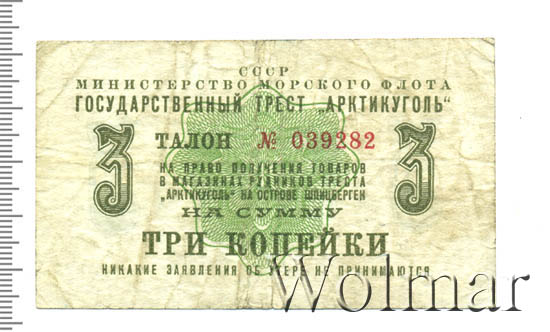 СССР
МИНИСТЕРСТВО МОРСКОГО ФЛОТА
ГОСУДАРСТВЕННЫЙ ТРЕСТ „АРКТИКУГОЛЬ"
ТАЛОН № 039282
3 3
НА ПРАВО ПОЛУЧЕНИЯ ТОВАРОВ
В МАГАЗИНАХ РУДНИКОВ ТРЕСТА
„АРКТИКУГОЛЬ" НА ОСТРОВЕ ШПИЦБЕРГЕН
НА СУММУ
ТРИ КОПЕЙКИ
НИКАКИЕ ЗАЯВЛЕНИЯ ОБ УТЕРЕ НЕ ПРИНИМАЮТСЯ
Wolmar